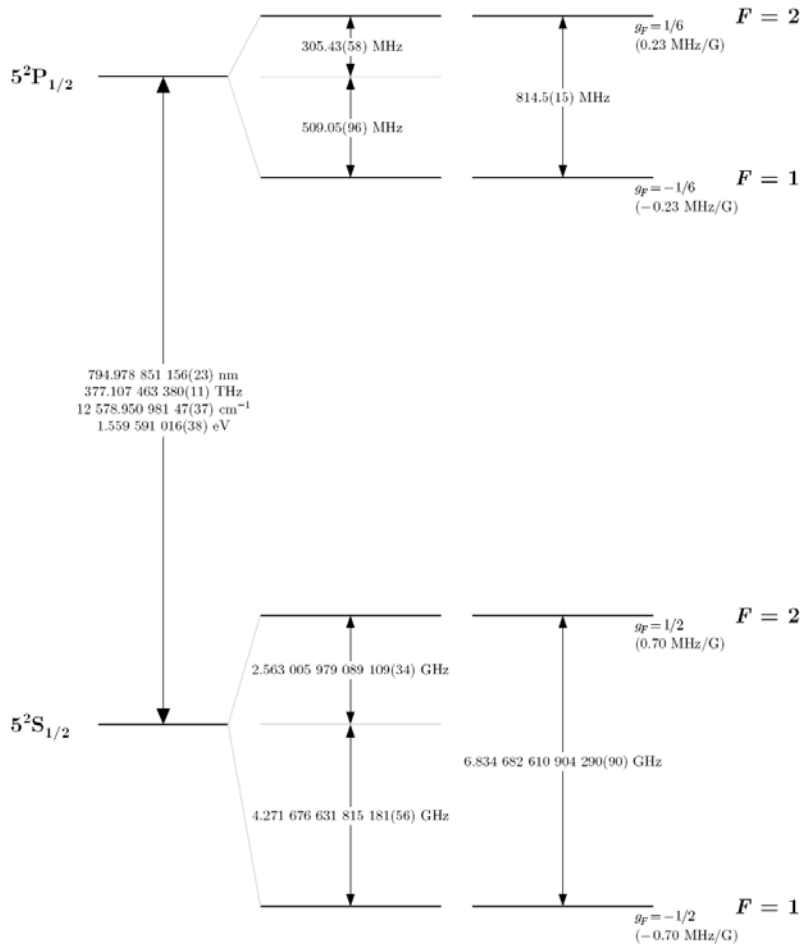 F = 2
g_F = 1/6
(0.23 MHz/G)
305.43(58) MHz
5²P₁/₂
814.5(15) MHz
509.05(96) MHz
F = 1
g_F = −1/6
(−0.23 MHz/G)
794.978 851 156(23) nm
377.107 463 380(11) THz
12 578.950 981 47(37) cm⁻¹
1.559 591 016(38) eV
F = 2
g_F = 1/2
(0.70 MHz/G)
2.563 005 979 089 109(34) GHz
5²S₁/₂
6.834 682 610 904 290(90) GHz
4.271 676 631 815 181(56) GHz
F = 1
g_F = −1/2
(−0.70 MHz/G)